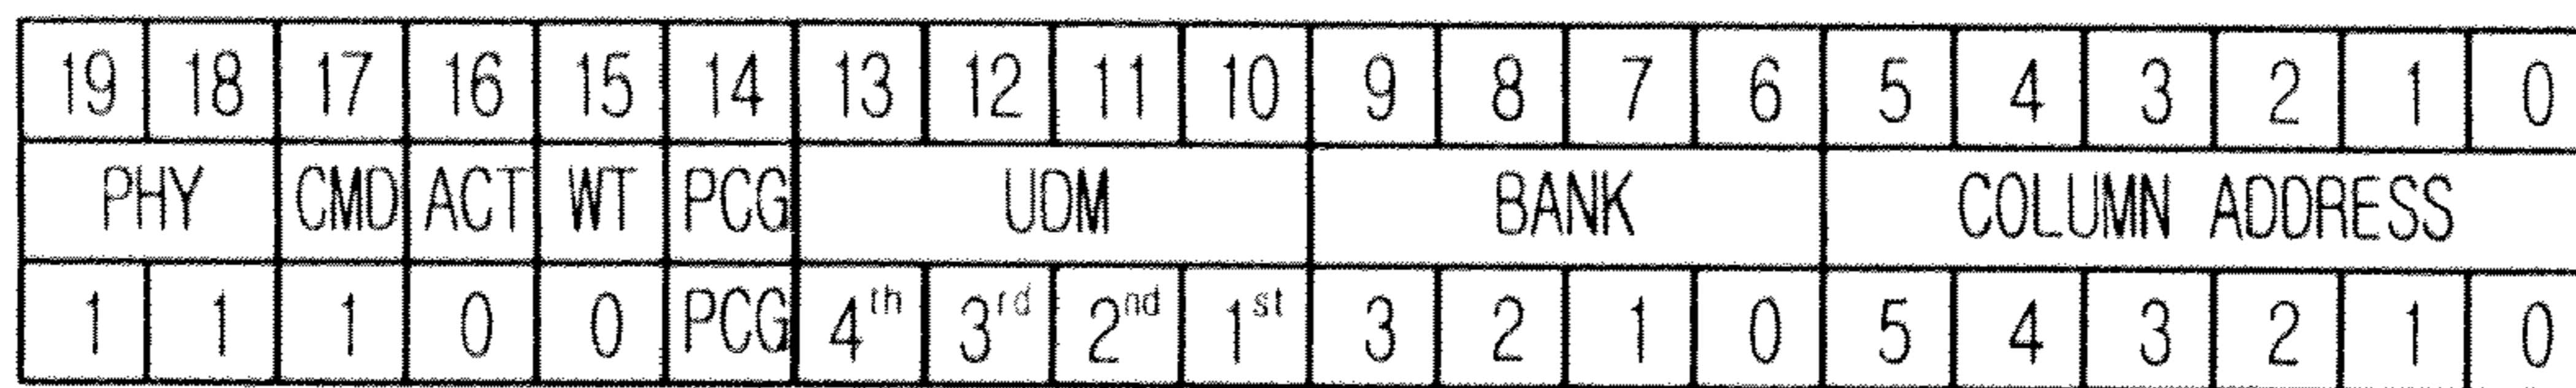 19 18 17 16 15 14 13 12 11 10 9 8 7 6 5 4 3 2 1 0
PHY CMD ACT WT PCG UDM BANK COLUMN ADDRESS
1 1 1 0 0 PCG 4th 3rd 2nd 1st 3 2 1 0 5 4 3 2 1 0